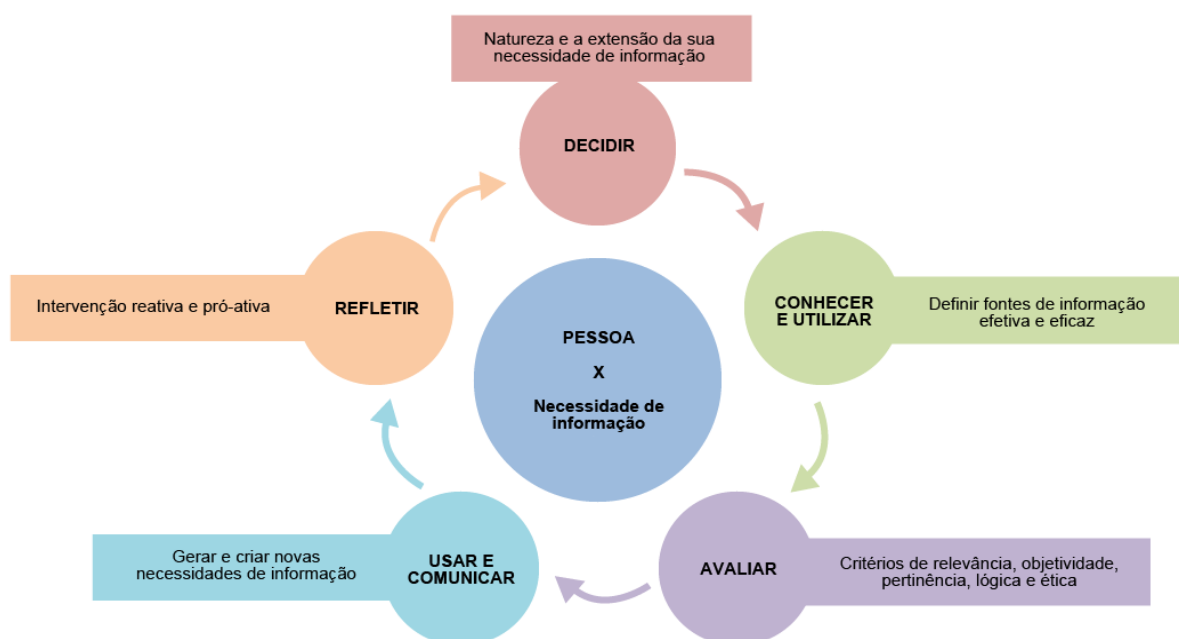 Natureza e a extensão da sua
necessidade de informação
DECIDIR
CONHECER
E UTILIZAR
Definir fontes de informação
efetiva e eficaz
AVALIAR
Critérios de relevância, objetividade,
pertinência, lógica e ética
USAR E
COMUNICAR
Gerar e criar novas
necessidades de informação
REFLETIR
Intervenção reativa e pró-ativa
PESSOA
X
Necessidade de
informação